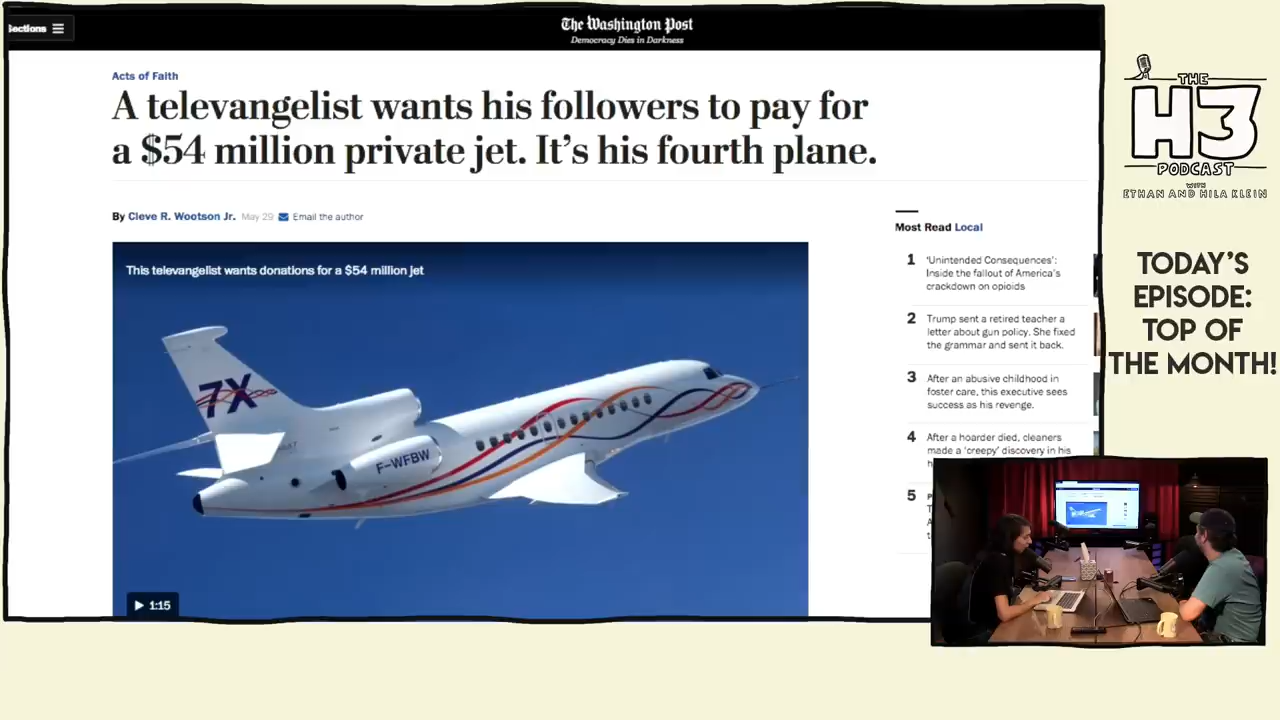 Sections
The Washington Post
Democracy Dies in Darkness
Acts of Faith
A televangelist wants his followers to pay for
a $54 million private jet. It’s his fourth plane.
By Cleve R. Wootson Jr. May 29 Email the author
This televangelist wants donations for a $54 million jet
7X
F-WFBW
1:15
Most Read Local
1 ‘Unintended Consequences’:
Inside the fallout of America’s
crackdown on opioids
2 Trump sent a retired teacher a
letter about gun policy. She fixed
the grammar and sent it back.
3 After an abusive childhood in
foster care, this executive sees
success as his revenge.
4 After a hoarder died, cleaners
made a ‘creepy’ discovery in his
5
THE
H3
PODCAST
WITH
ETHAN AND HILA KLEIN
TODAY’S
EPISODE:
TOP OF
THE MONTH!